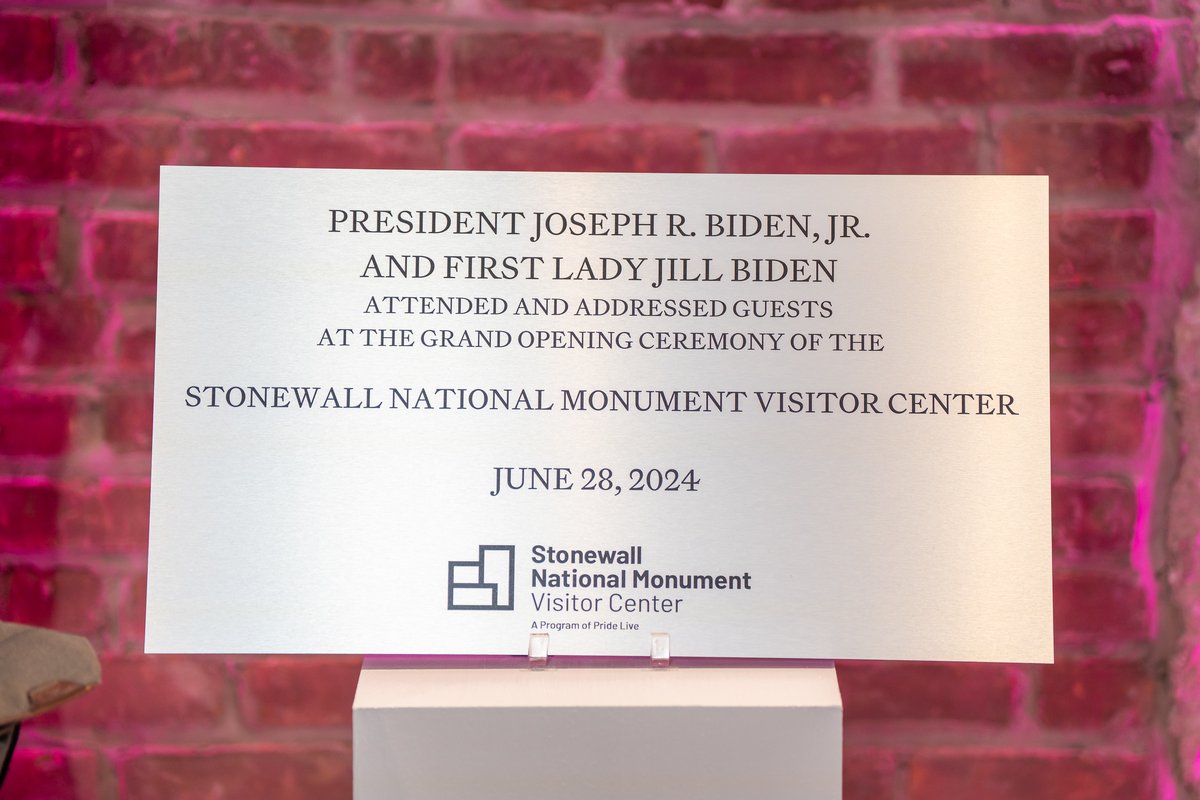 PRESIDENT JOSEPH R. BIDEN, JR.
AND FIRST LADY JILL BIDEN
ATTENDED AND ADDRESSED GUESTS
AT THE GRAND OPENING CEREMONY OF THE
STONEWALL NATIONAL MONUMENT VISITOR CENTER
JUNE 28, 2024
Stonewall
National Monument
Visitor Center
A Program of Pride Live